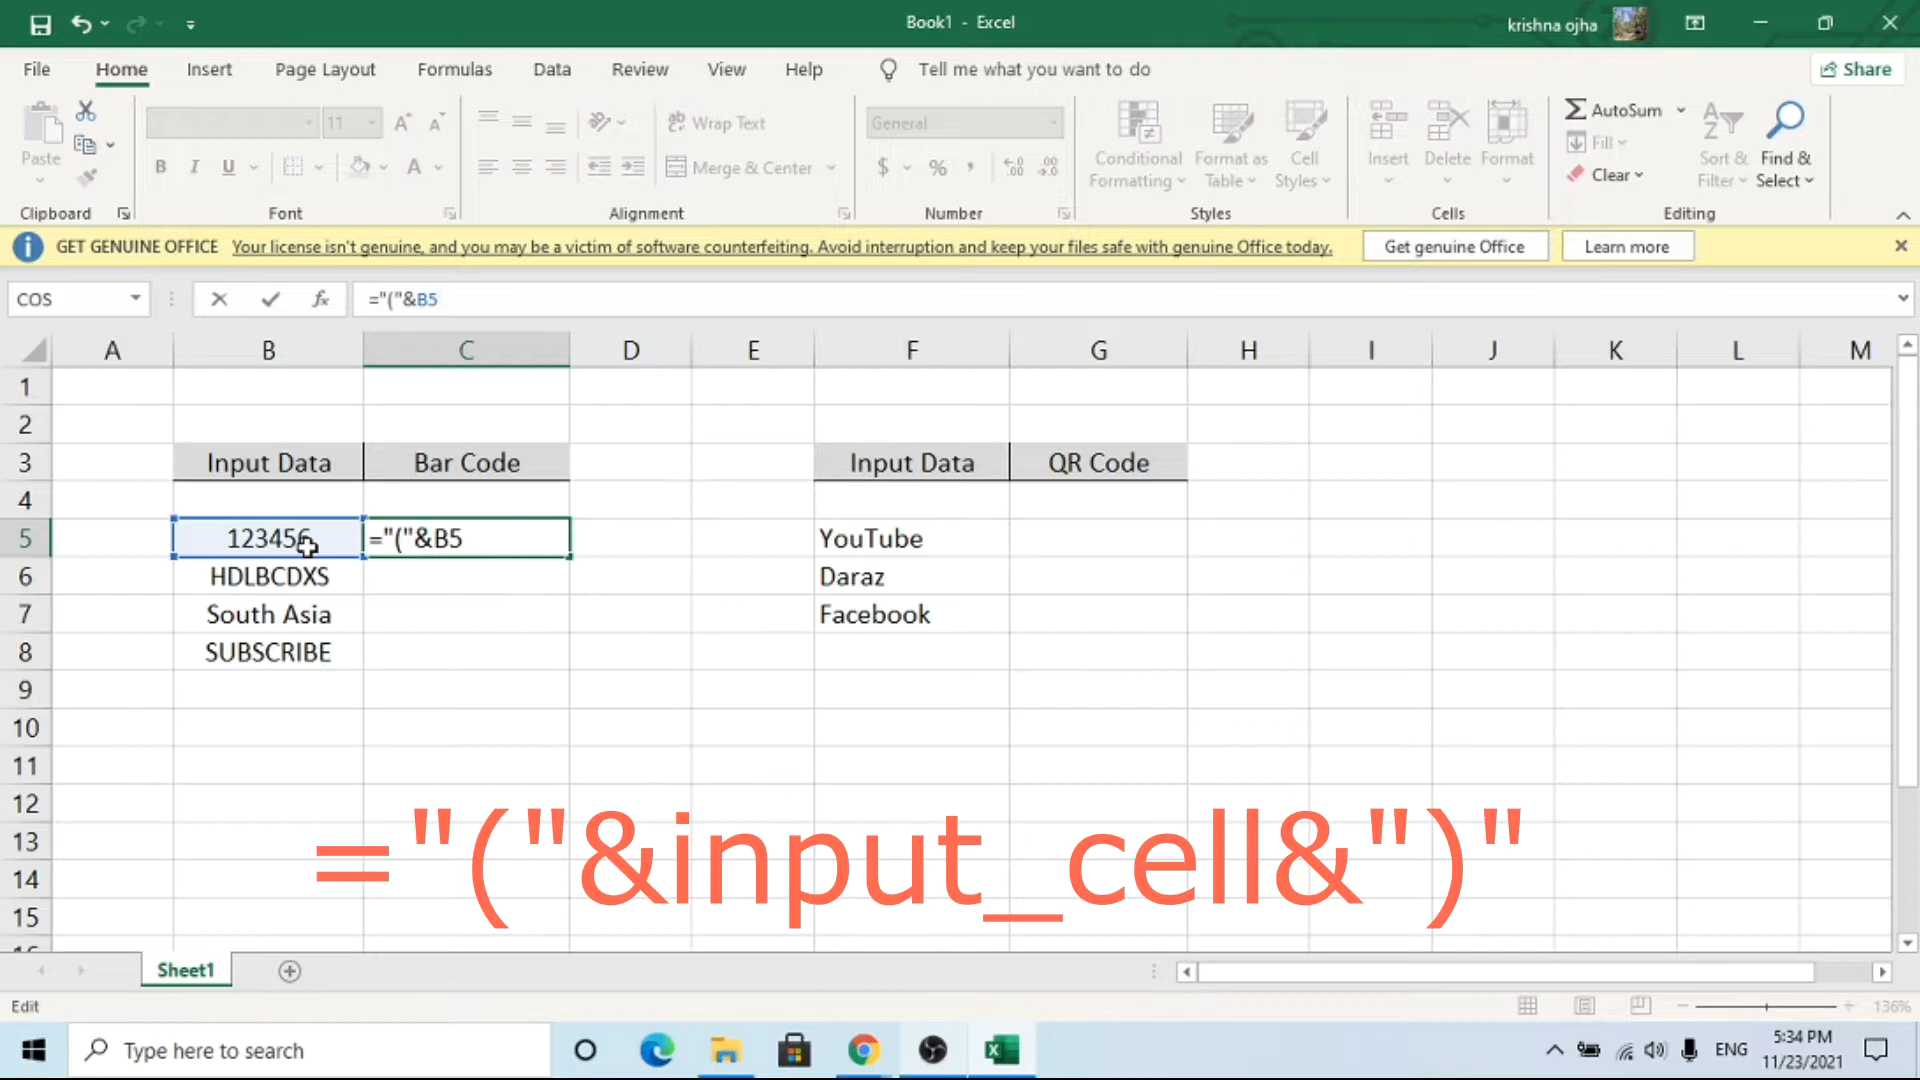 Book1 - Excel
krishna ojha
File Home Insert Page Layout Formulas Data Review View Help Tell me what you want to do Share
Paste
Clipboard
11
B I U A
Font
Wrap Text
Merge & Center
Alignment
General
$ % ,
Number
Conditional Formatting
Format as Table
Cell Styles
Styles
Insert Delete Format
Cells
AutoSum
Fill
Clear
Sort & Filter
Find & Select
Editing
GET GENUINE OFFICE Your license isn't genuine, and you may be a victim of software counterfeiting. Avoid interruption and keep your files safe with genuine Office today. Get genuine Office Learn more
COS fx ="("&B5
A B C D E F G H I J K L M
1
2
3 Input Data Bar Code Input Data QR Code
4
5 123456 ="("&B5 YouTube
6 HDLBCDXS Daraz
7 South Asia Facebook
8 SUBSCRIBE
9
10
11
12
13
14
15
="("&input_cell&")"
Sheet1
Edit 136%
Type here to search
ENG
5:34 PM
11/23/2021